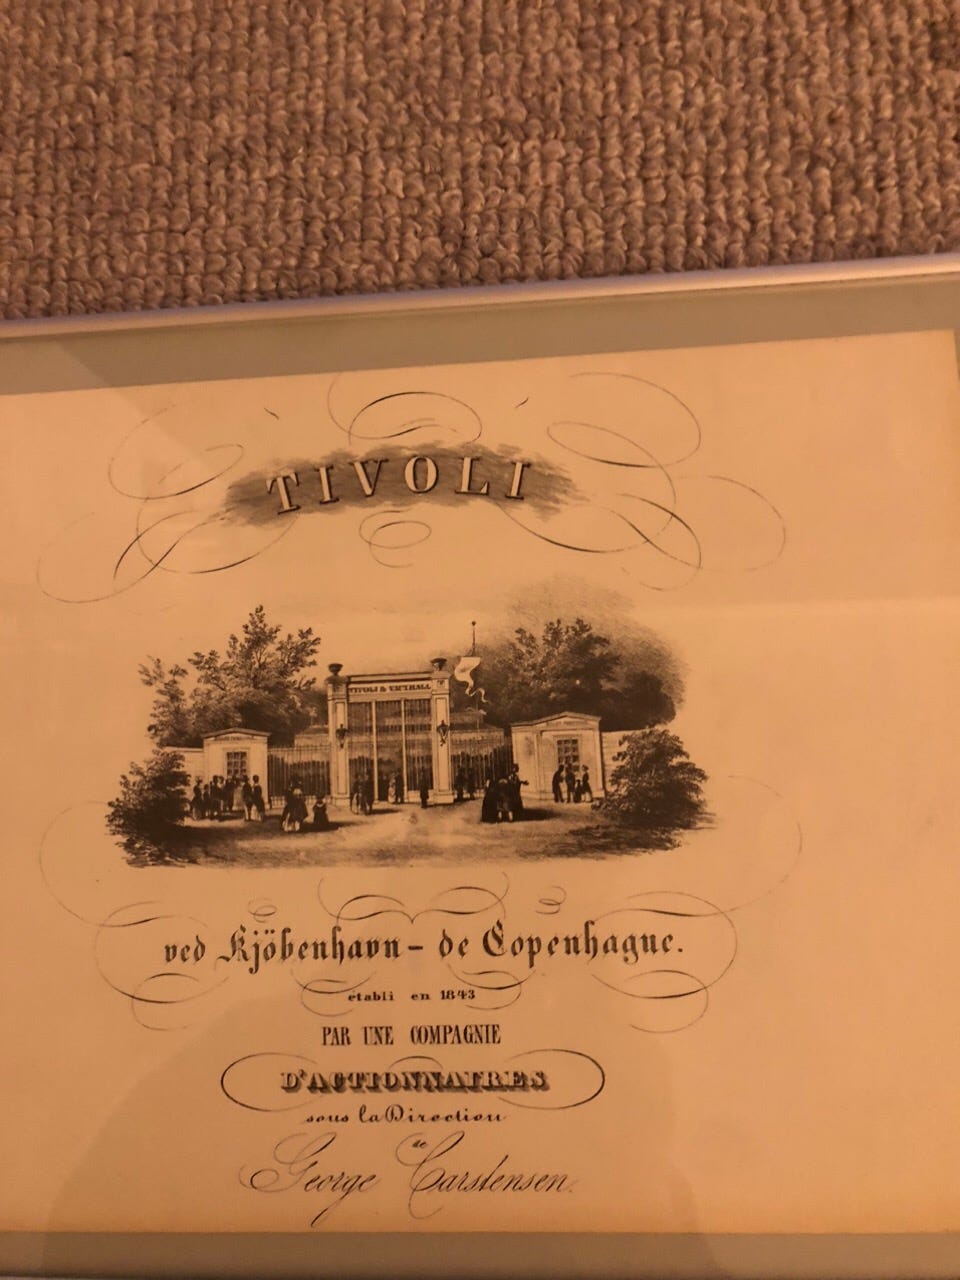 TIVOLI
TIVOLI & VAUXHALL
ved Kjöbenhavn – de Copenhague.
établi en 1843
PAR UNE COMPAGNIE
D'ACTIONNAIRES
sous la Direction
de
George Carstensen.